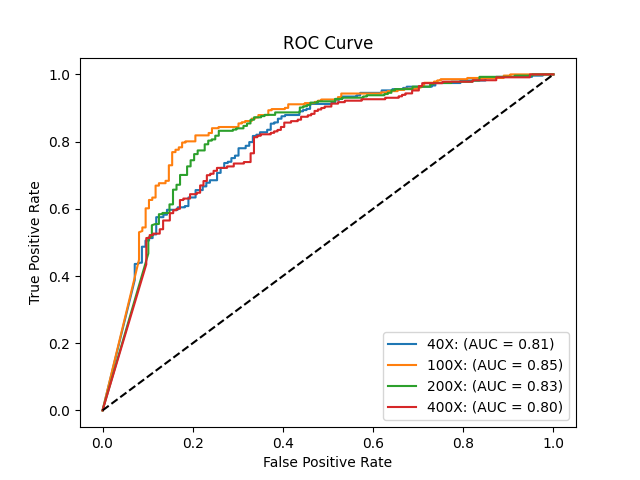 ROC Curve
True Positive Rate
1.0
0.8
0.6
0.4
0.2
0.0
40X: (AUC = 0.81)
100X: (AUC = 0.85)
200X: (AUC = 0.83)
400X: (AUC = 0.80)
0.0 0.2 0.4 0.6 0.8 1.0
False Positive Rate